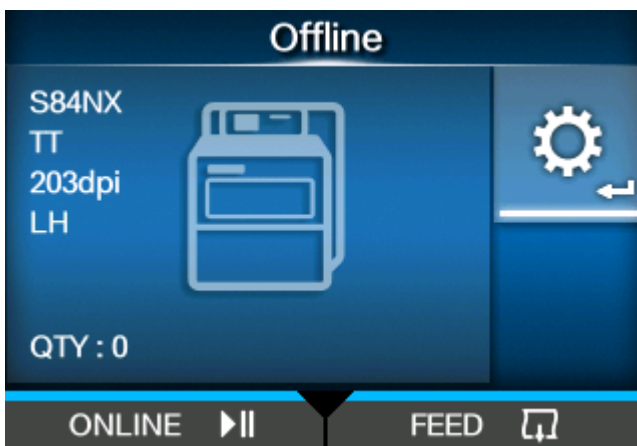 Offline
S84NX
TT
203dpi
LH
QTY : 0
ONLINE
FEED